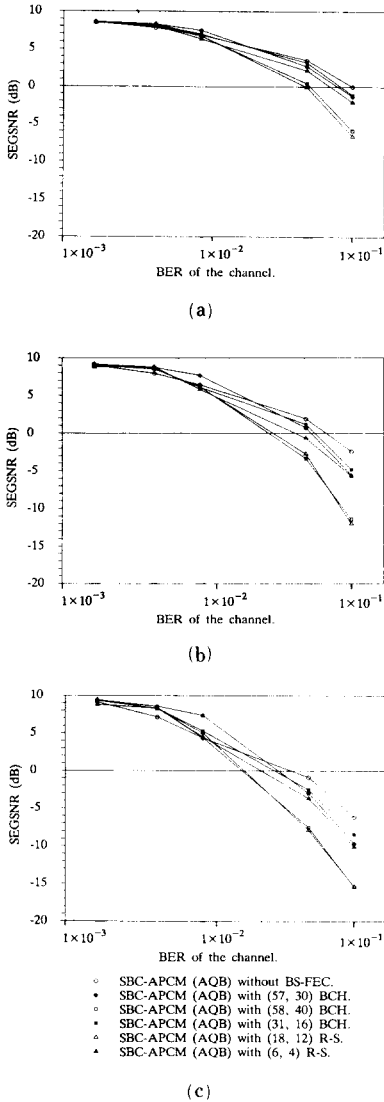 10
5
0
-5
-10
-15
-20
SEGSNR (dB)
1×10⁻³
1×10⁻²
1×10⁻¹
BER of the channel.
(a)
10
5
0
-5
-10
-15
-20
SEGSNR (dB)
1×10⁻³
1×10⁻²
1×10⁻¹
BER of the channel.
(b)
10
5
0
-5
-10
-15
-20
SEGSNR (dB)
1×10⁻³
1×10⁻²
1×10⁻¹
BER of the channel.
SBC-APCM (AQB) without BS-FEC.
SBC-APCM (AQB) with (57, 30) BCH.
SBC-APCM (AQB) with (58, 40) BCH.
SBC-APCM (AQB) with (31, 16) BCH.
SBC-APCM (AQB) with (18, 12) R-S.
SBC-APCM (AQB) with (6, 4) R-S.
(c)